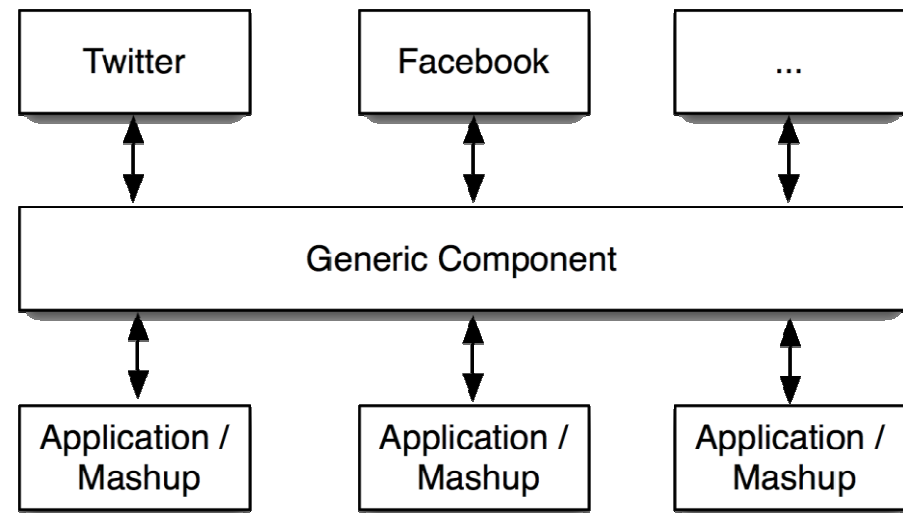 Twitter
Facebook
...
Generic Component
Application /
Mashup
Application /
Mashup
Application /
Mashup